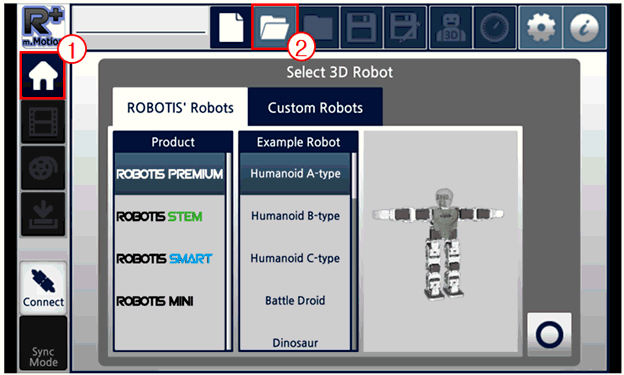 R+
m.Motion
1
2
3D
i
Select 3D Robot
ROBOTIS' Robots
Custom Robots
Product
Example Robot
ROBOTIS PREMIUM
Humanoid A-type
ROBOTIS STEM
Humanoid B-type
ROBOTIS SMART
Humanoid C-type
ROBOTIS MINI
Battle Droid
Dinosaur
Connect
Sync
Mode